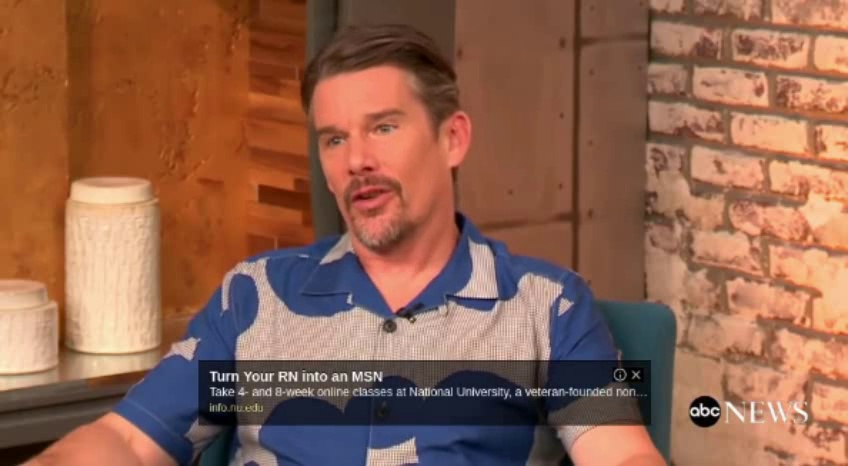 Turn Your RN into an MSN
Take 4- and 8-week online classes at National University, a veteran-founded non...
info.nu.edu
abc NEWS